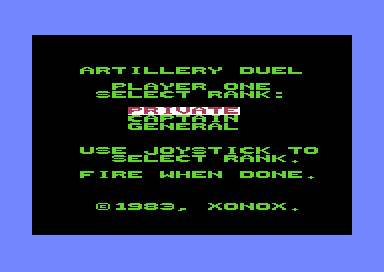 ARTILLERY DUEL
PLAYER ONE
SELECT RANK:
PRIVATE
CAPTAIN
GENERAL
USE JOYSTICK TO
SELECT RANK.
FIRE WHEN DONE.
©1983, XONOX.